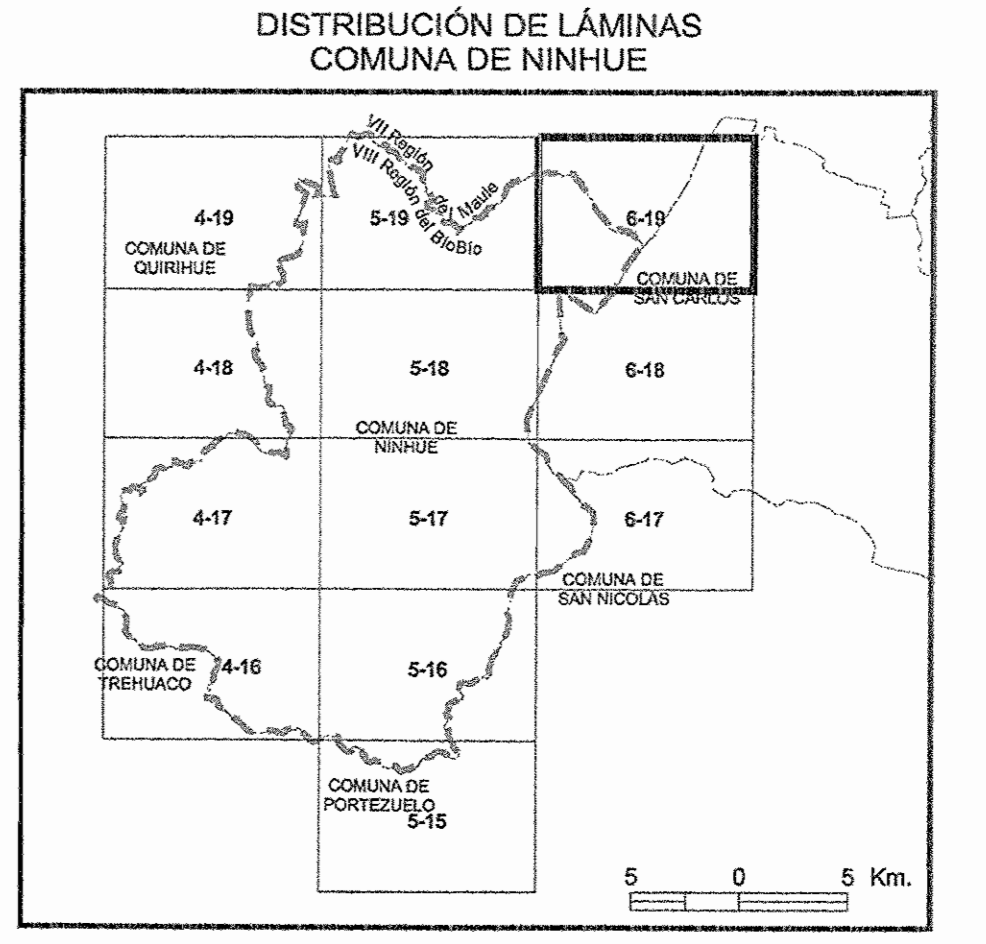 DISTRIBUCIÓN DE LÁMINAS
COMUNA DE NINHUE
VII Región del Maule
VIII Región del BíoBío
4-19
5-19
6-19
COMUNA DE
QUIRIHUE
COMUNA DE
SAN CARLOS
4-18
5-18
6-18
COMUNA DE
NINHUE
4-17
5-17
6-17
COMUNA DE
SAN NICOLÁS
COMUNA DE
TREHUACO
4-16
5-16
COMUNA DE
PORTEZUELO
5-15
5 0 5 Km.